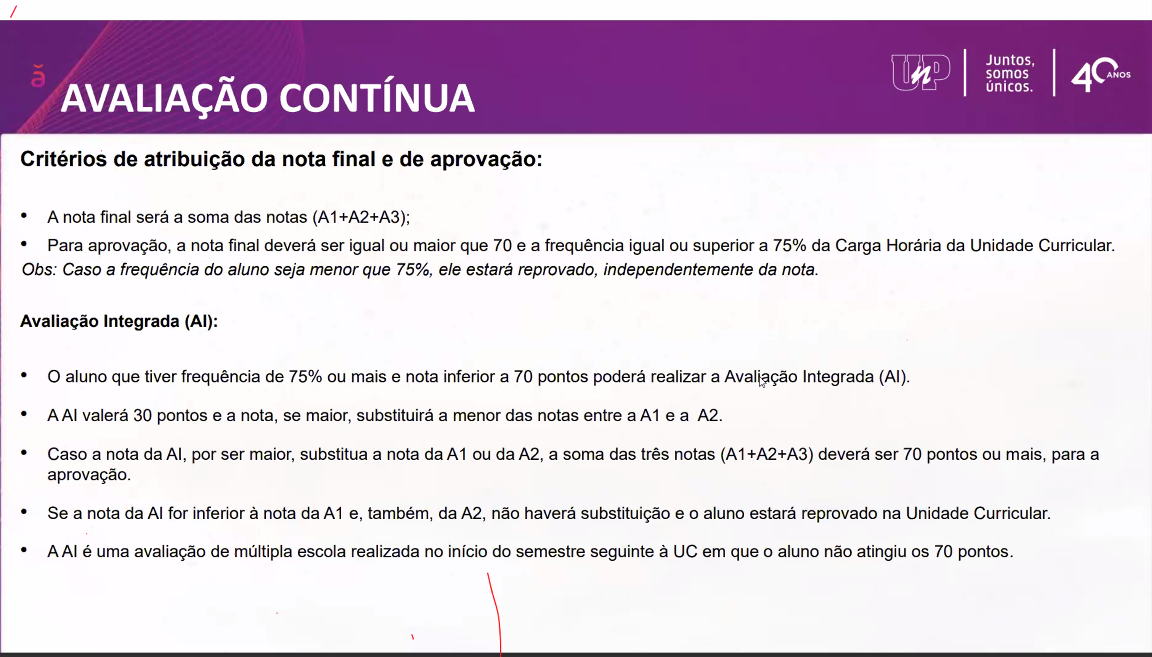 ă
AVALIAÇÃO CONTÍNUA
UnP
Juntos,
somos
únicos.
40 ANOS
Critérios de atribuição da nota final e de aprovação:
• A nota final será a soma das notas (A1+A2+A3);
• Para aprovação, a nota final deverá ser igual ou maior que 70 e a frequência igual ou superior a 75% da Carga Horária da Unidade Curricular.
Obs: Caso a frequência do aluno seja menor que 75%, ele estará reprovado, independentemente da nota.
Avaliação Integrada (AI):
• O aluno que tiver frequência de 75% ou mais e nota inferior a 70 pontos poderá realizar a Avaliação Integrada (AI).
• A AI valerá 30 pontos e a nota, se maior, substituirá a menor das notas entre a A1 e a A2.
• Caso a nota da AI, por ser maior, substitua a nota da A1 ou da A2, a soma das três notas (A1+A2+A3) deverá ser 70 pontos ou mais, para a
aprovação.
• Se a nota da AI for inferior à nota da A1 e, também, da A2, não haverá substituição e o aluno estará reprovado na Unidade Curricular.
• A AI é uma avaliação de múltipla escola realizada no início do semestre seguinte à UC em que o aluno não atingiu os 70 pontos.